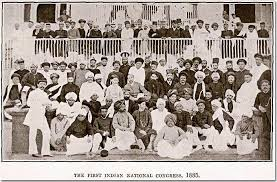 THE FIRST INDIAN NATIONAL CONGRESS, 1885.